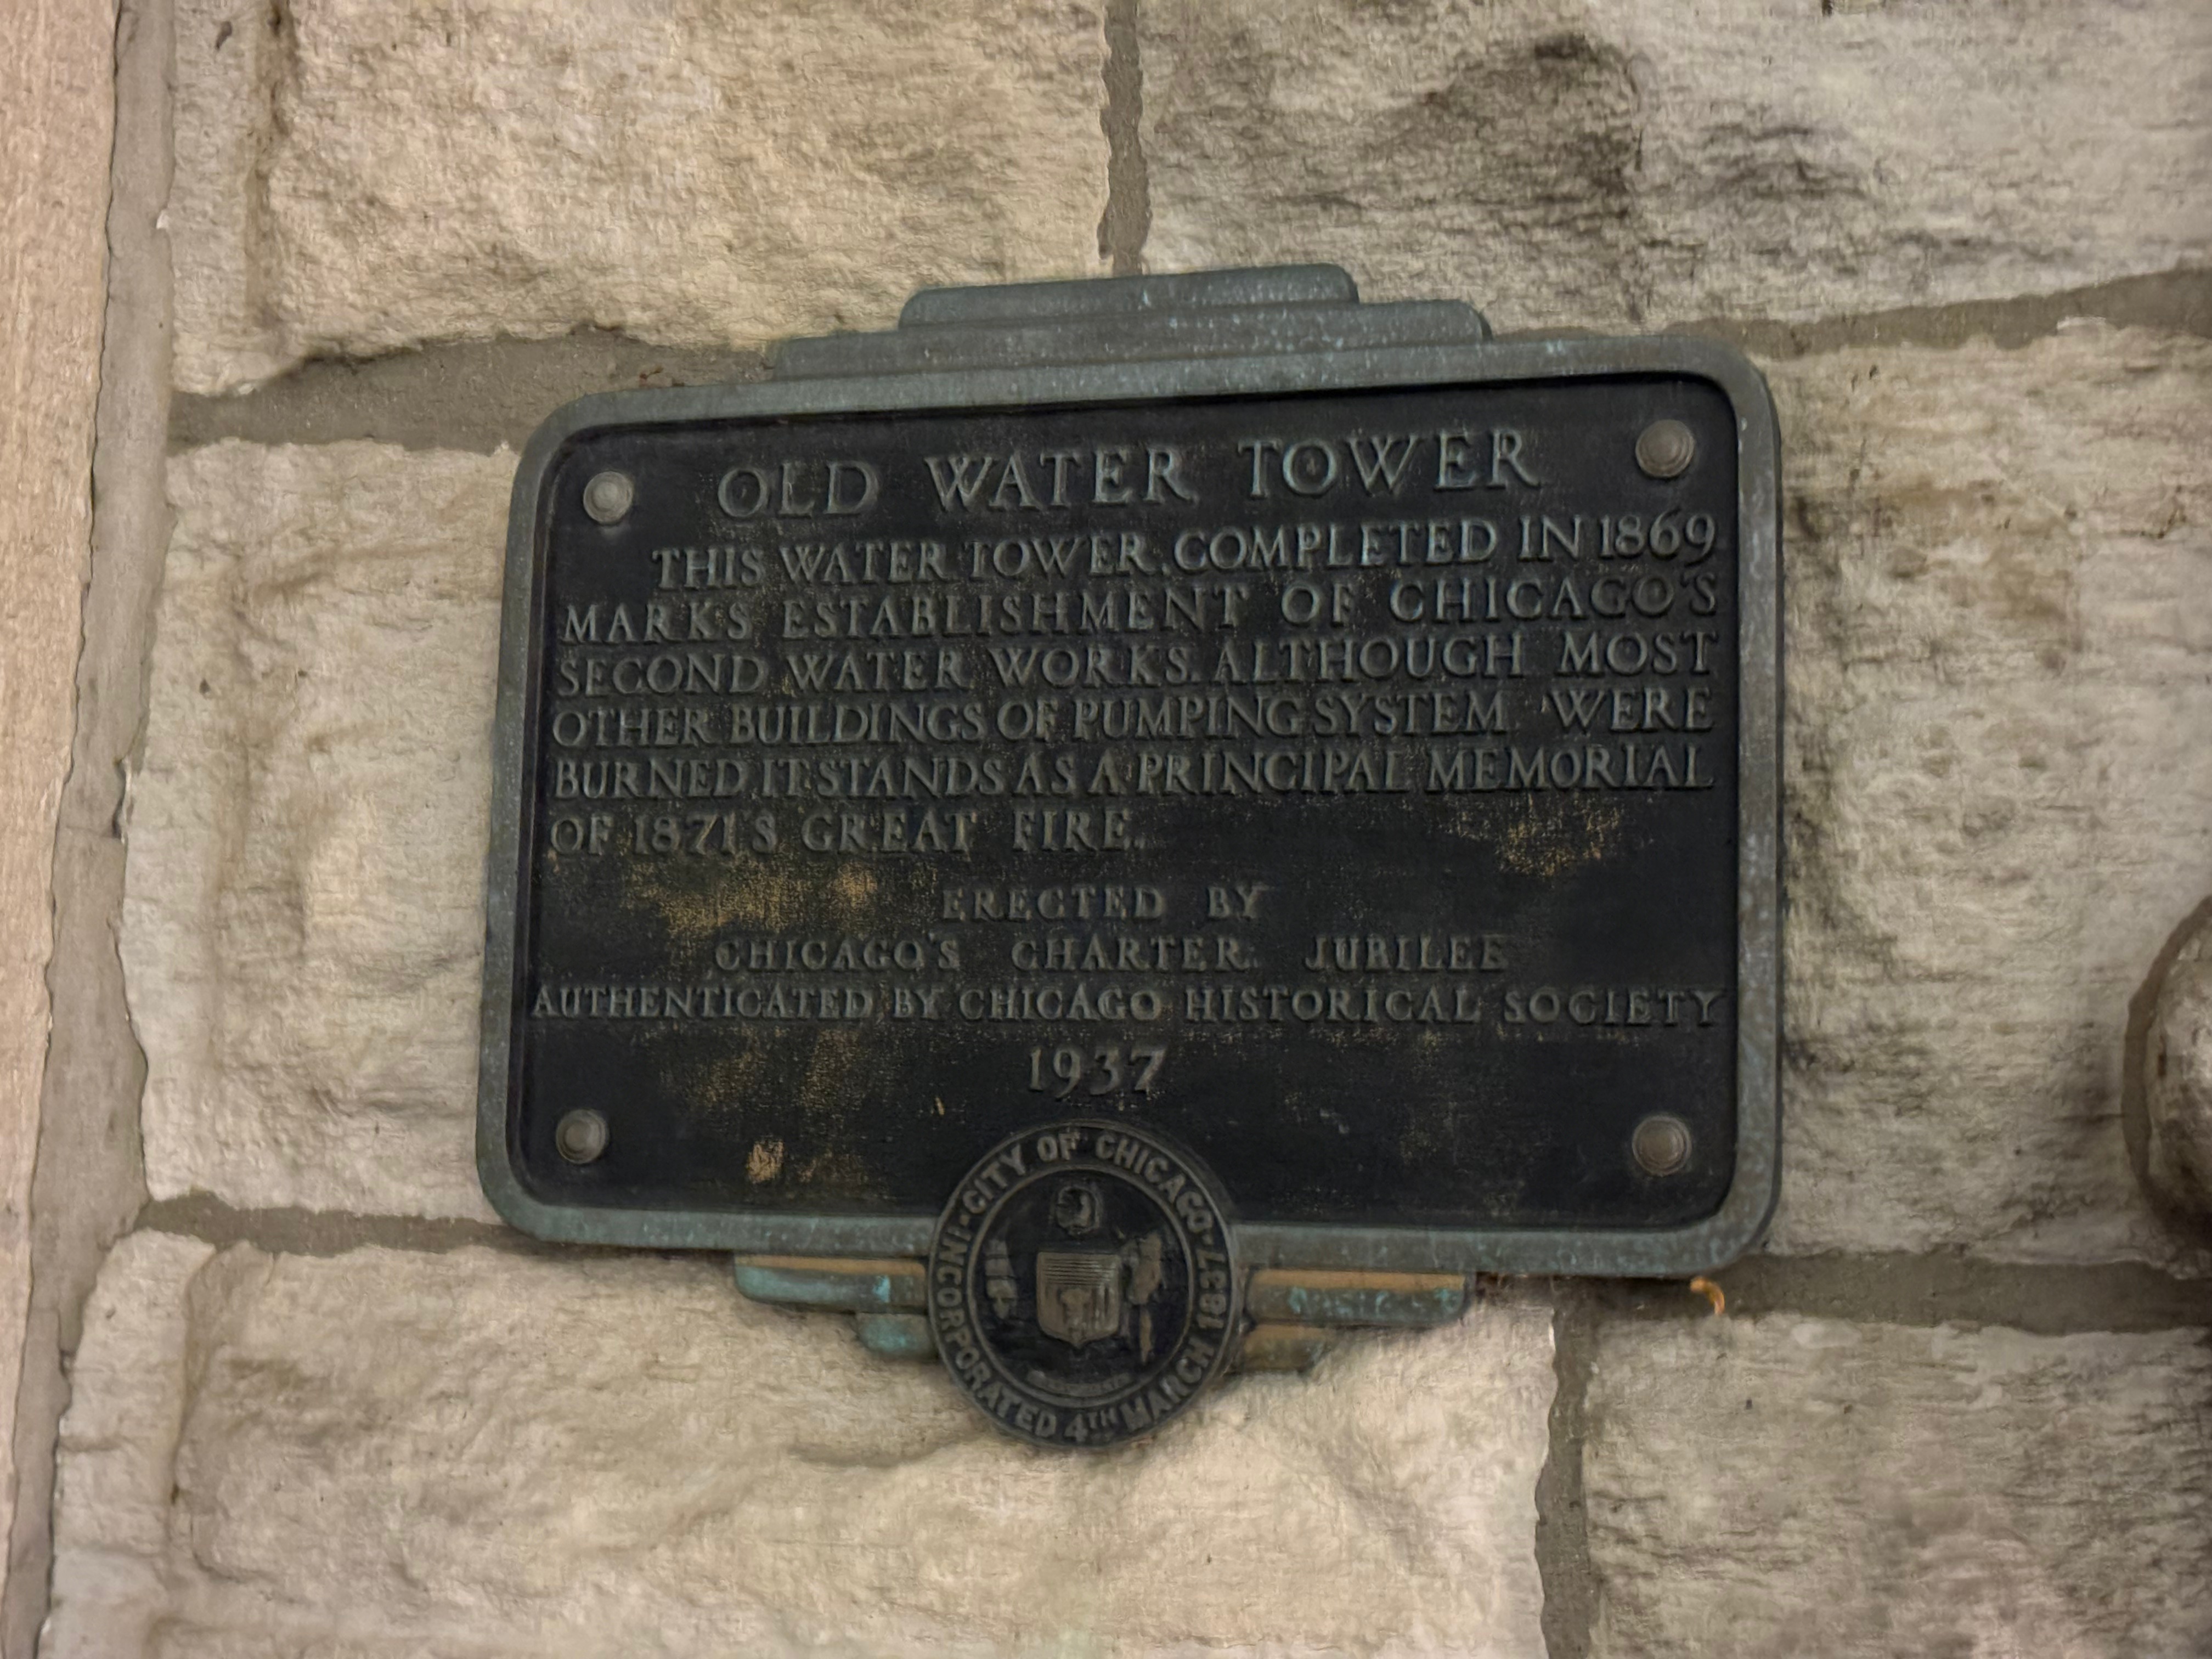 OLD WATER TOWER
THIS WATER TOWER, COMPLETED IN 1869
MARKS ESTABLISHMENT OF CHICAGO'S
SECOND WATER WORKS. ALTHOUGH MOST
OTHER BUILDINGS OF PUMPING SYSTEM WERE
BURNED, IT STANDS AS A PRINCIPAL MEMORIAL
OF 1871'S GREAT FIRE.
ERECTED BY
CHICAGO'S CHARTER JUBILEE
AUTHENTICATED BY CHICAGO HISTORICAL SOCIETY
1937
CITY OF CHICAGO
INCORPORATED 4TH MARCH 1837